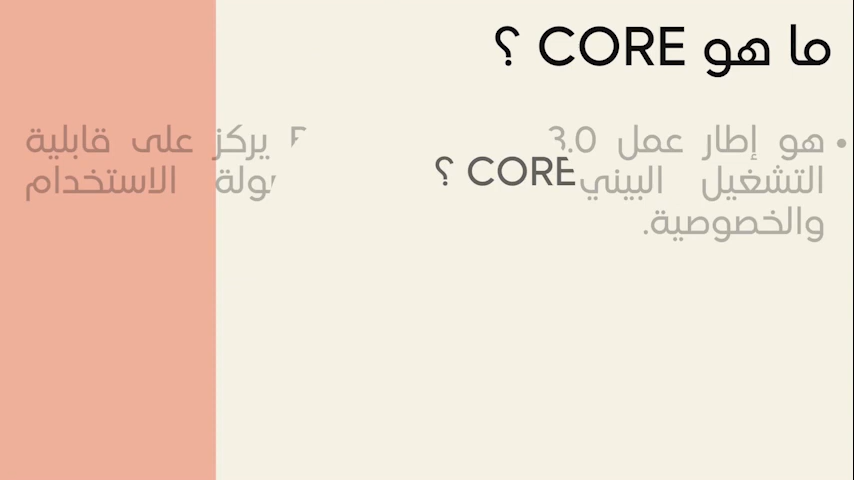 ما هو CORE ؟
هو إطار عمل 3.0 يركز على قابلية
CORE ؟
التشغيل البيني الاستخدام
والخصوصية.